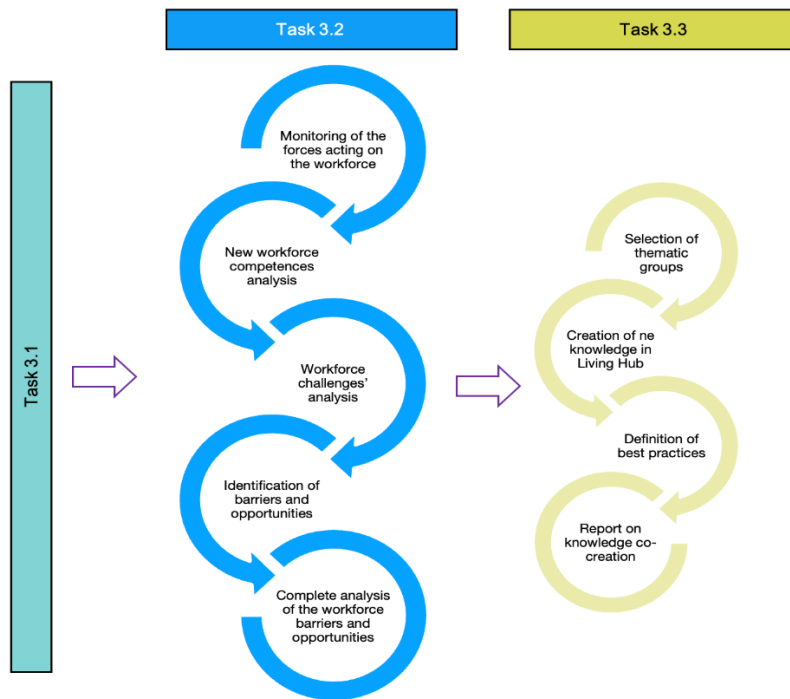 Task 3.2
Task 3.3
Task 3.1
Monitoring of the
forces acting on
the workforce
New workforce
competences
analysis
Workforce
challenges’
analysis
Identification of
barriers and
opportunities
Complete analysis
of the workforce
barriers and
opportunities
Selection of
thematic
groups
Creation of ne
knowledge in
Living Hub
Definition of
best practices
Report on
knowledge co-
creation